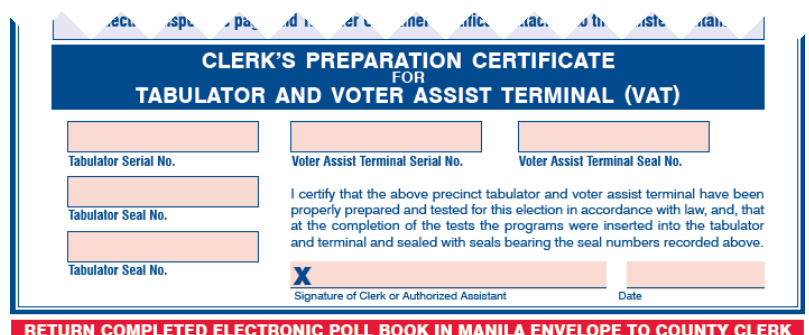 CLERK'S PREPARATION CERTIFICATE
FOR
TABULATOR AND VOTER ASSIST TERMINAL (VAT)
Tabulator Serial No.
Voter Assist Terminal Serial No.
Voter Assist Terminal Seal No.
Tabulator Seal No.
Tabulator Seal No.
I certify that the above precinct tabulator and voter assist terminal have been
properly prepared and tested for this election in accordance with law, and, that
at the completion of the tests the programs were inserted into the tabulator
and terminal and sealed with seals bearing the seal numbers recorded above.
X
Signature of Clerk or Authorized Assistant
Date
RETURN COMPLETED ELECTRONIC POLL BOOK IN MANILA ENVELOPE TO COUNTY CLERK